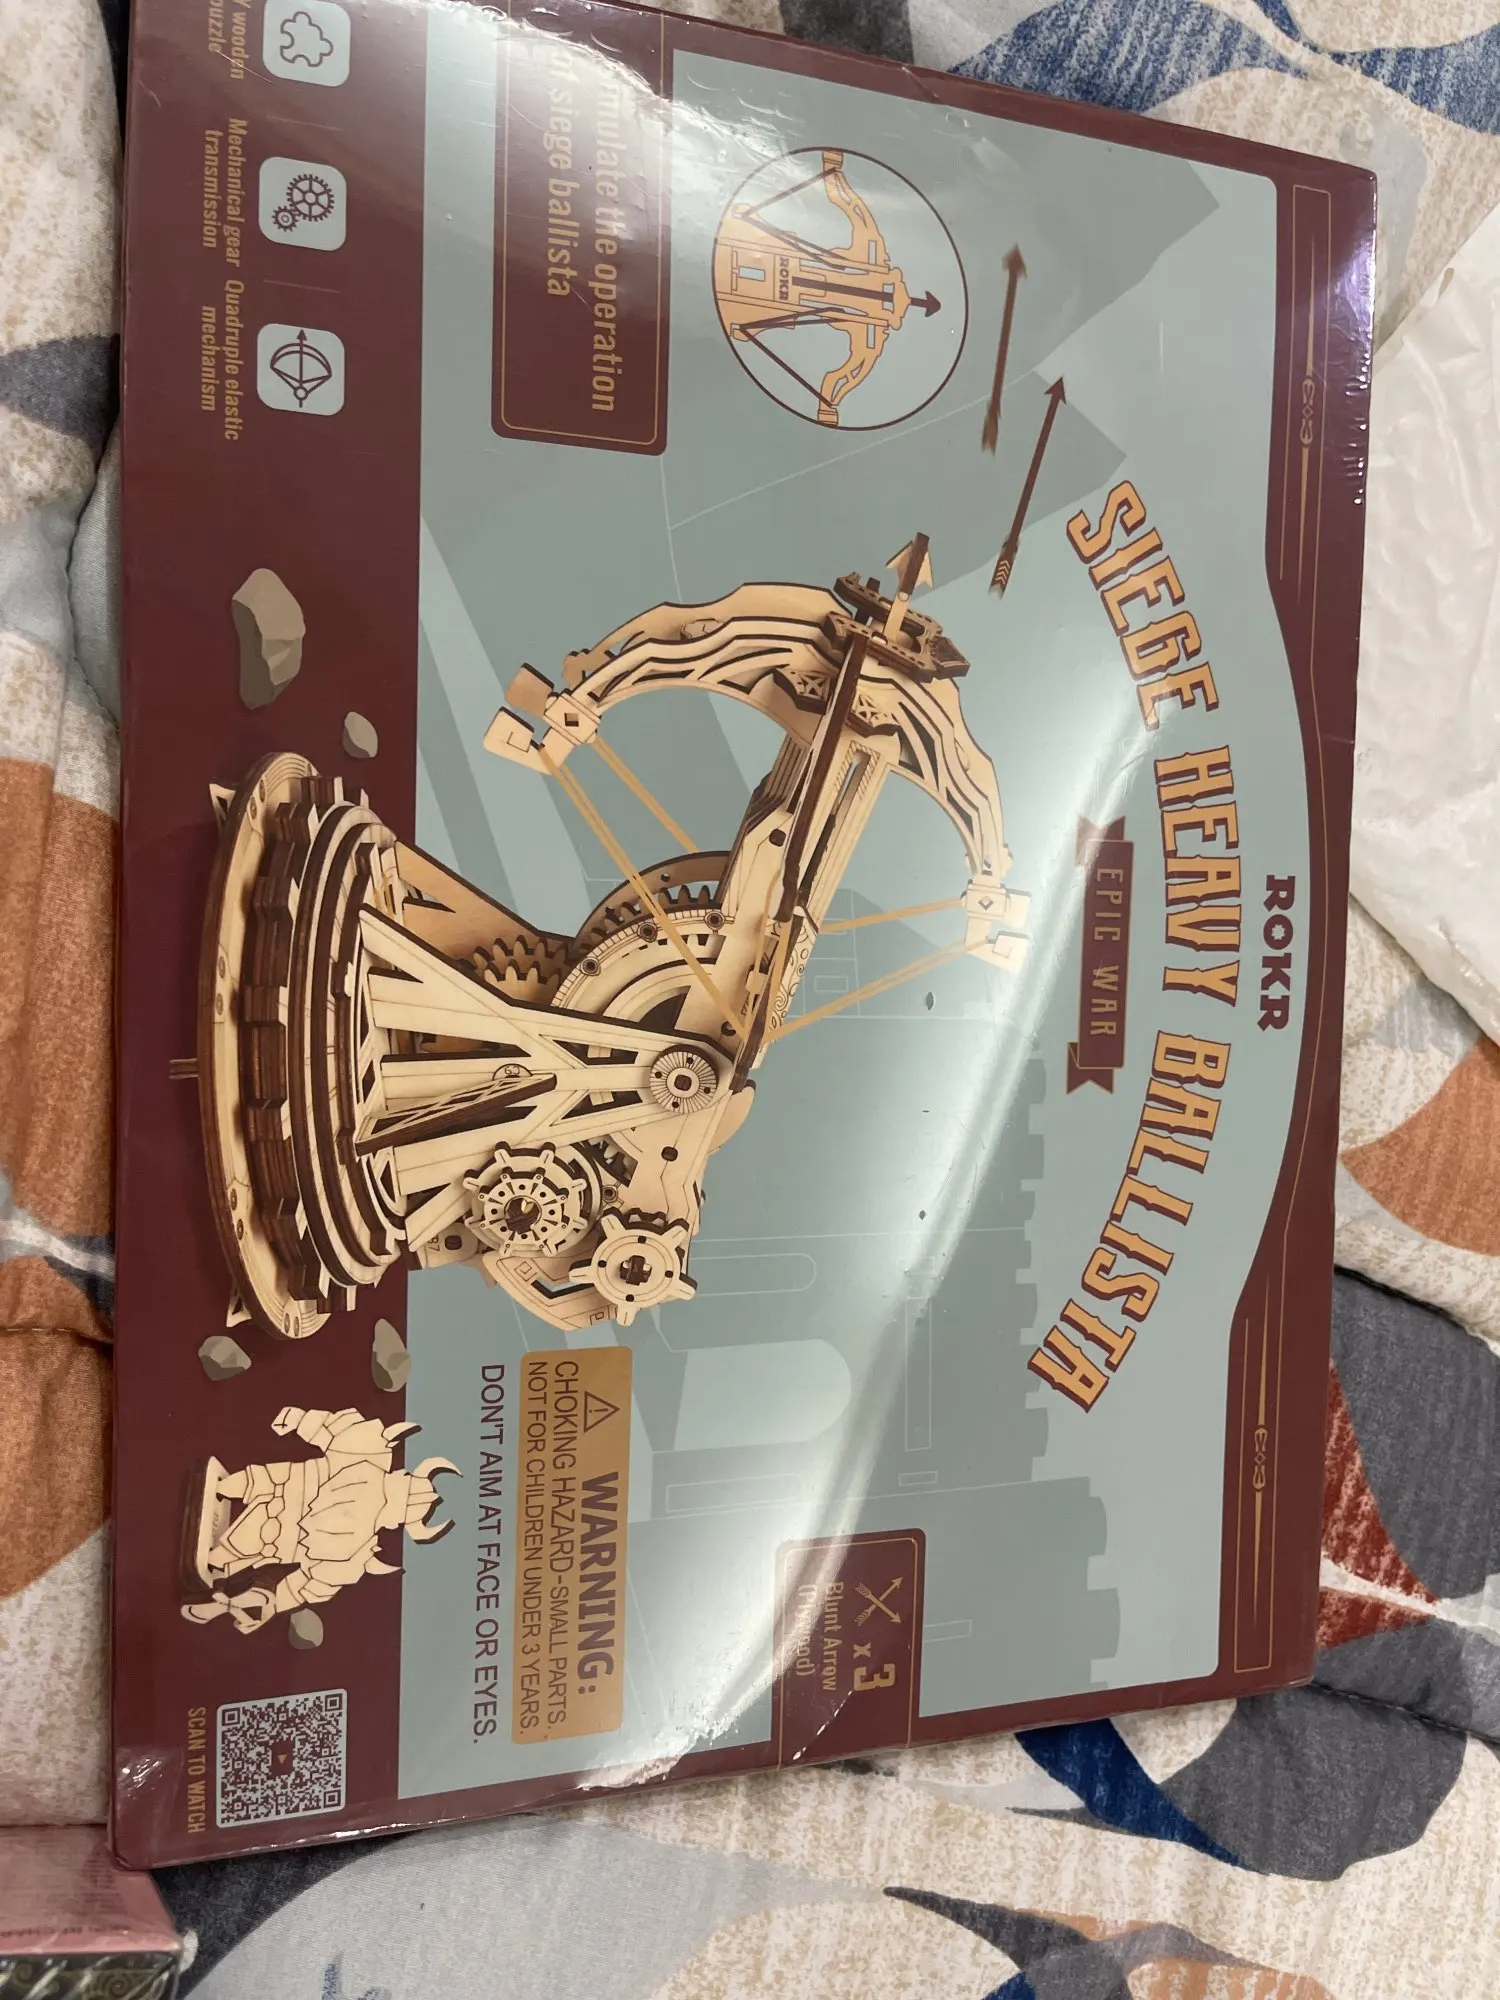 ROKR
SIEGE HEAVY BALLISTA
EPIC WAR
ROKR
the operation
of siege ballista
x3
Blunt Arrow
WARNING:
CHOKING HAZARD-SMALL PARTS.
NOT FOR CHILDREN UNDER 3 YEARS.
DON'T AIM AT FACE OR EYES.
wooden
puzzle
Mechanical gear
transmission
Quadruple elastic
mechanism
SCAN TO WATCH